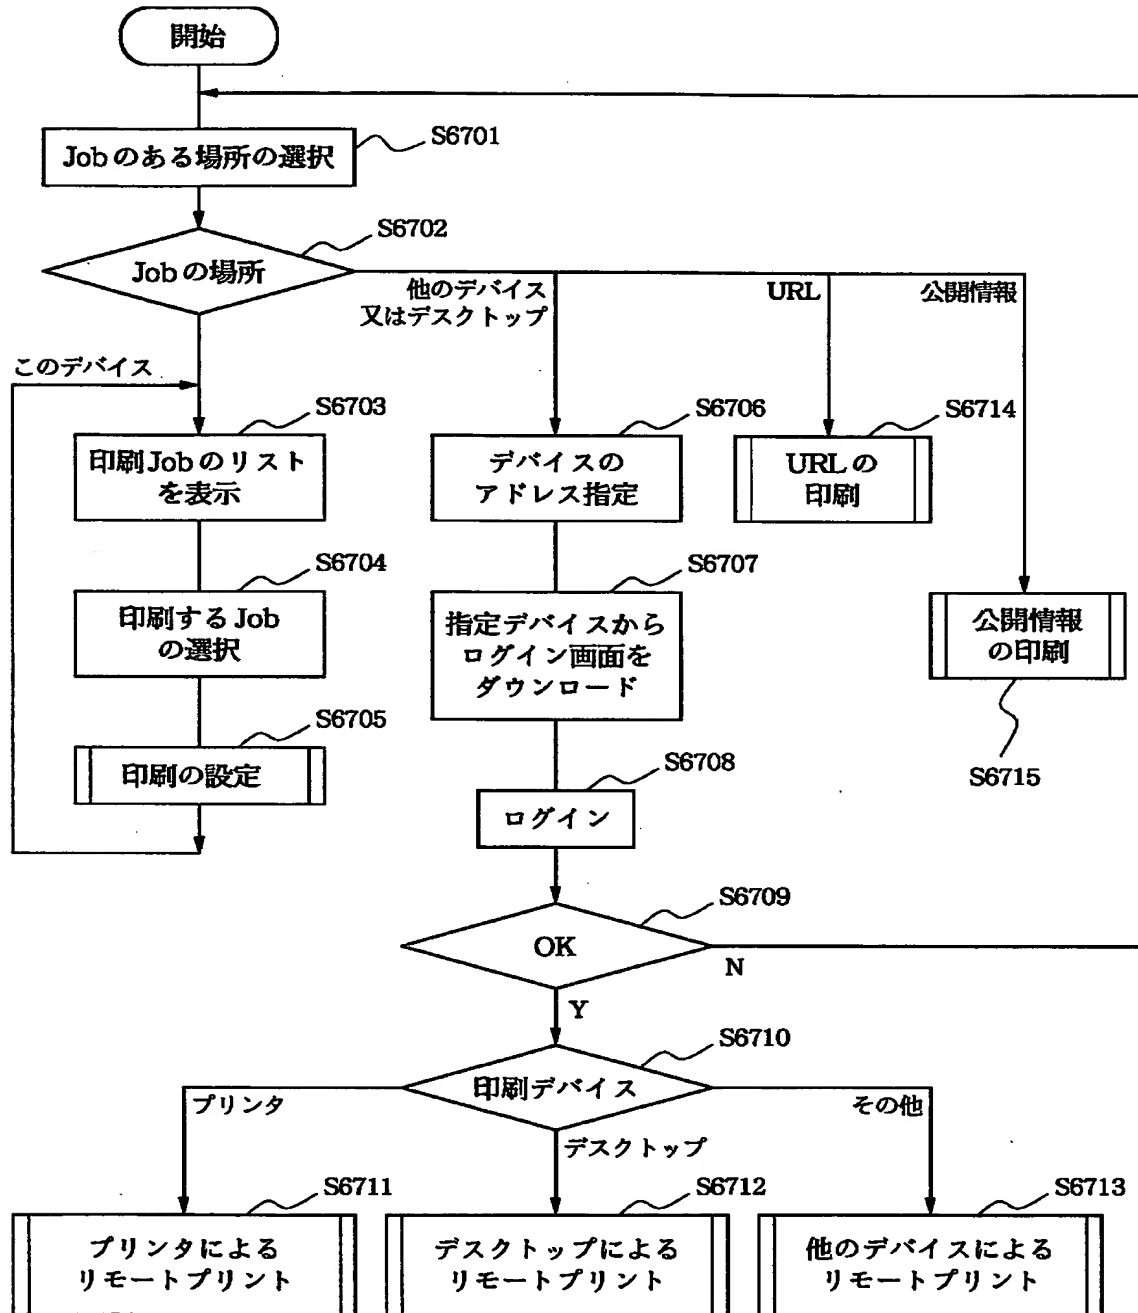 開始
Jobのある場所の選択
S6701
Jobの場所
S6702
他のデバイス
又はデスクトップ
URL
公開情報
このデバイス
S6703
印刷Jobのリスト
を表示
S6706
デバイスの
アドレス指定
S6714
URLの
印刷
S6704
印刷するJob
の選択
S6707
指定デバイスから
ログイン画面を
ダウンロード
公開情報
の印刷
S6715
S6705
印刷の設定
S6708
ログイン
S6709
OK
N
Y
S6710
印刷デバイス
プリンタ
デスクトップ
その他
S6711
プリンタによる
リモートプリント
S6712
デスクトップによる
リモートプリント
S6713
他のデバイスによる
リモートプリント